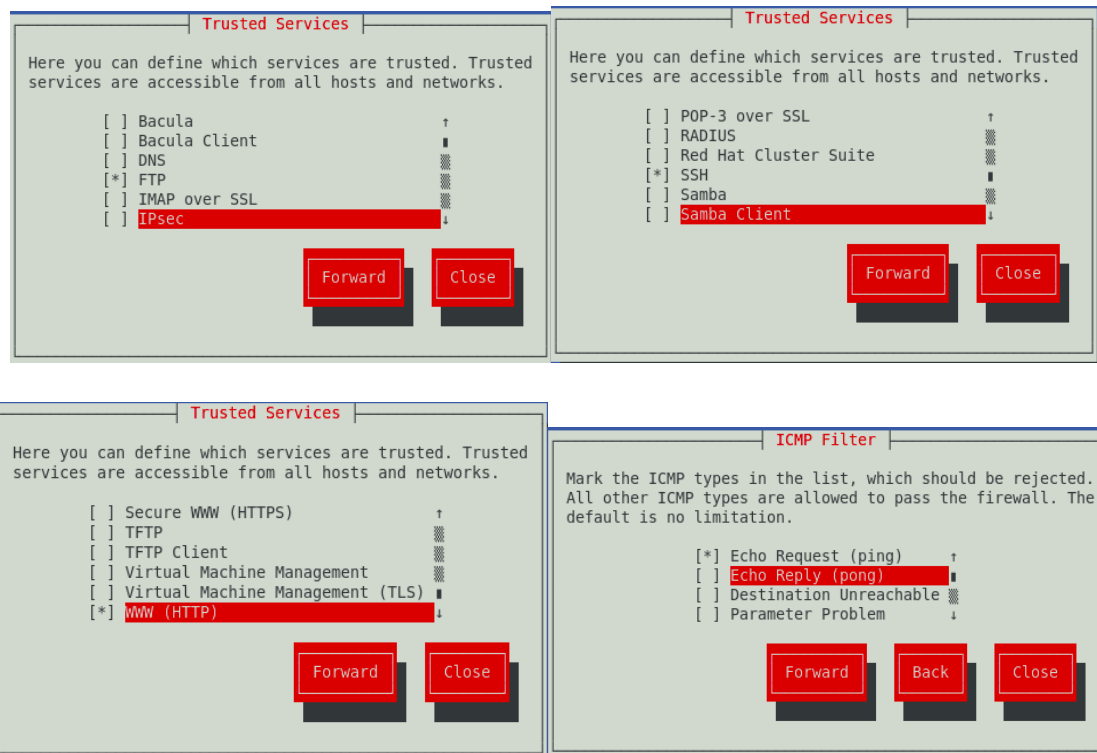 Trusted Services
Here you can define which services are trusted. Trusted
services are accessible from all hosts and networks.
[ ] Bacula
[ ] Bacula Client
[ ] DNS
[*] FTP
[ ] IMAP over SSL
[ ] IPsec
Forward Close
Trusted Services
Here you can define which services are trusted. Trusted
services are accessible from all hosts and networks.
[ ] POP-3 over SSL
[ ] RADIUS
[ ] Red Hat Cluster Suite
[*] SSH
[ ] Samba
[ ] Samba Client
Forward Close
Trusted Services
Here you can define which services are trusted. Trusted
services are accessible from all hosts and networks.
[ ] Secure WWW (HTTPS)
[ ] TFTP
[ ] TFTP Client
[ ] Virtual Machine Management
[ ] Virtual Machine Management (TLS)
[*] WWW (HTTP)
Forward Close
ICMP Filter
Mark the ICMP types in the list, which should be rejected.
All other ICMP types are allowed to pass the firewall. The
default is no limitation.
[*] Echo Request (ping)
[ ] Echo Reply (pong)
[ ] Destination Unreachable
[ ] Parameter Problem
Forward Back Close